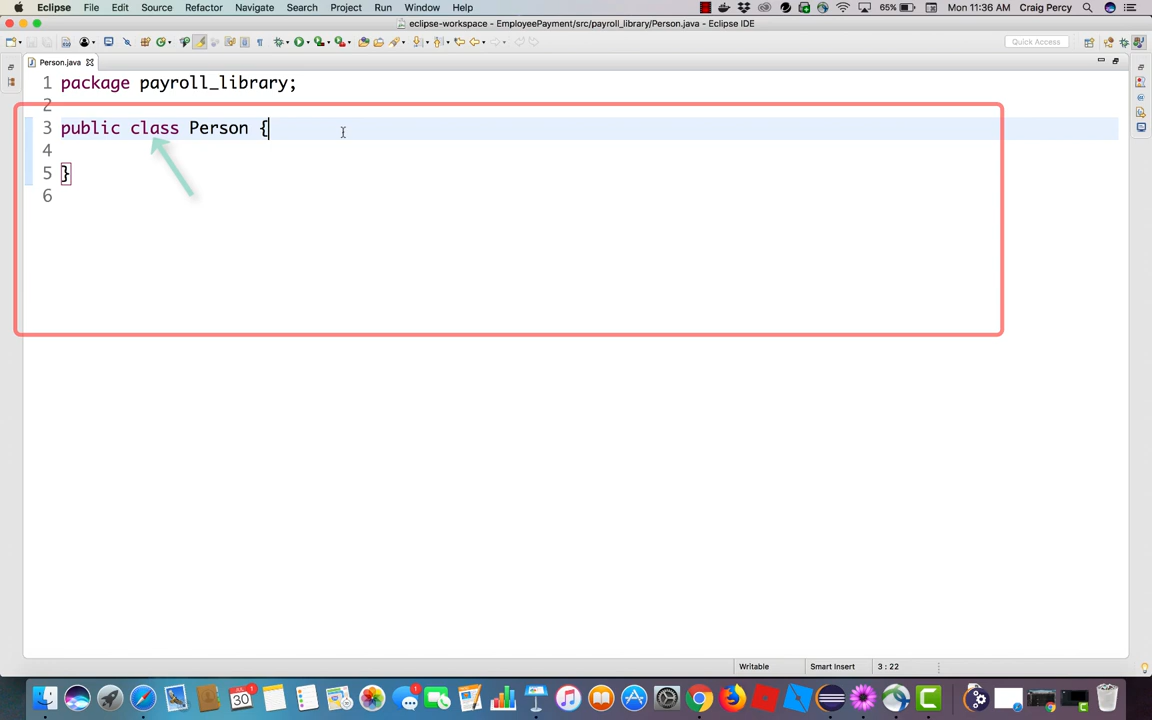 Eclipse File Edit Source Refactor Navigate Search Project Run Window Help 65% Mon 11:36 AM Craig Percy
eclipse-workspace - EmployeePayment/src/payroll_library/Person.java - Eclipse IDE
Quick Access
Person.java
1 package payroll_library;
2
3 public class Person {
4
5 }
6
Writable Smart Insert 3 : 22
30